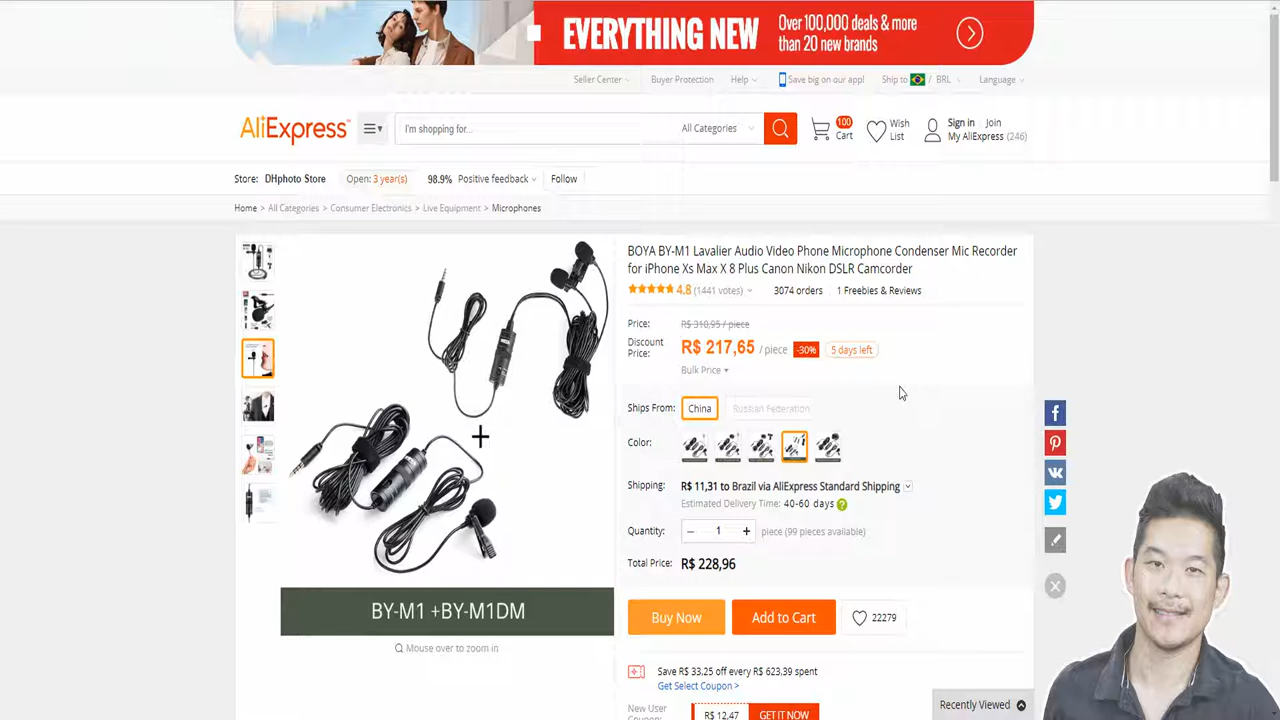 EVERYTHING NEW
Over 100,000 deals & more
than 20 new brands
Seller Center
Buyer Protection
Help
Save big on our app!
Ship to / BRL
Language
AliExpress™
I'm shopping for...
All Categories
100
Cart
Wish
List
Sign in Join
My AliExpress (246)
Store: DHphoto Store
Open: 3 year(s)
98.9% Positive feedback
Follow
Home > All Categories > Consumer Electronics > Live Equipment > Microphones
BOYA BY-M1 Lavalier Audio Video Phone Microphone Condenser Mic Recorder
for iPhone Xs Max X 8 Plus Canon Nikon DSLR Camcorder
4.8 (1441 votes) 3074 orders 1 Freebies & Reviews
Price: R$ 310,95 / piece
Discount
Price:
R$ 217,65 / piece -30% 5 days left
Bulk Price
Ships From: China Russian Federation
Color:
Shipping: R$ 11,31 to Brazil via AliExpress Standard Shipping
Estimated Delivery Time: 40-60 days ?
Quantity: – 1 + piece (99 pieces available)
Total Price: R$ 228,96
+
BY-M1 +BY-M1DM
Mouse over to zoom in
Buy Now
Add to Cart
22279
Save R$ 33,25 off every R$ 623,39 spent
Get Select Coupon >
New User
R$ 12,47
GET IT NOW
Recently Viewed